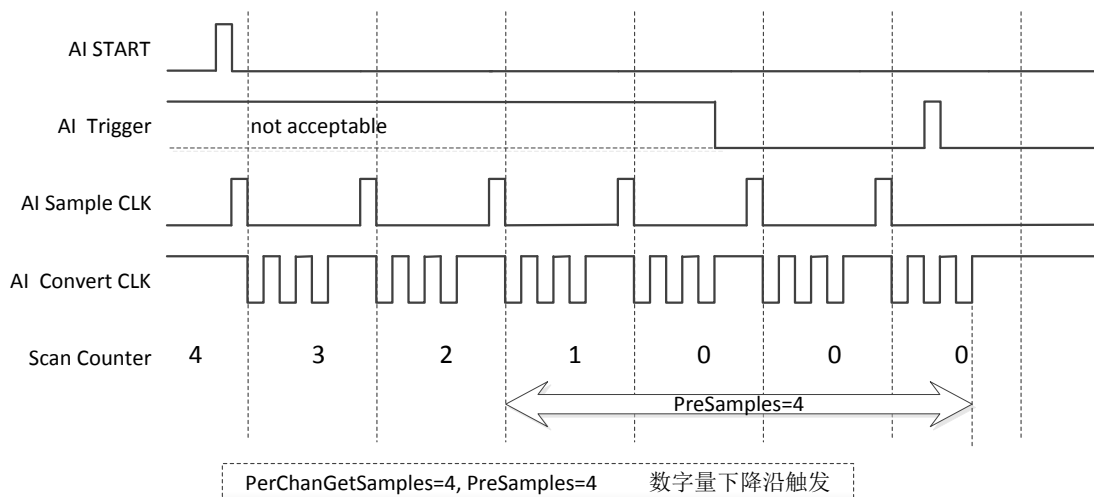 AI START
AI Trigger
not acceptable
AI Sample CLK
AI Convert CLK
Scan Counter 4 3 2 1 0 0 0
PreSamples=4
PerChanGetSamples=4, PreSamples=4 数字量下降沿触发